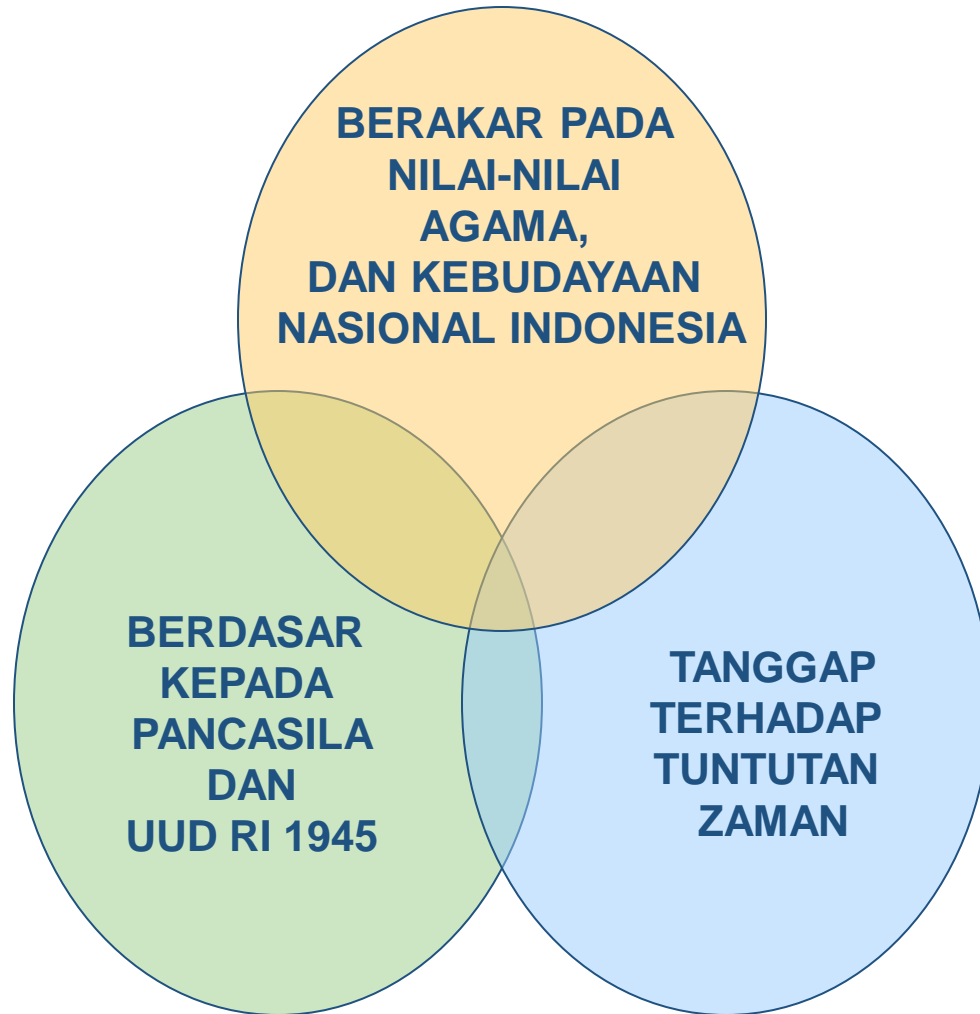 BERAKAR PADA
NILAI-NILAI
AGAMA,
DAN KEBUDAYAAN
NASIONAL INDONESIA
BERDASAR
KEPADA
PANCASILA
DAN
UUD RI 1945
TANGGAP
TERHADAP
TUNTUTAN
ZAMAN